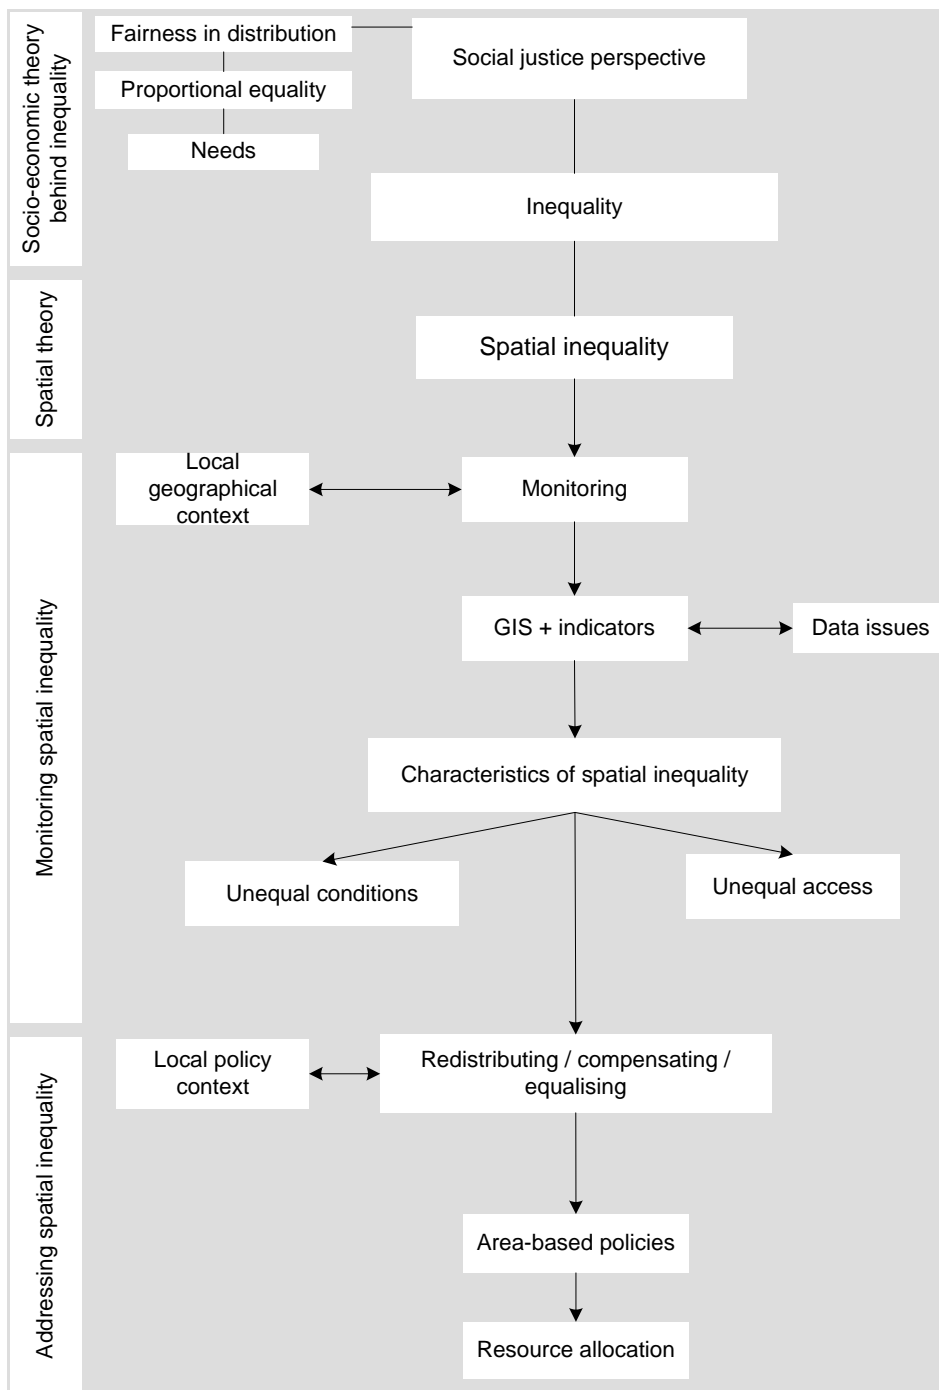 Socio-economic theory
behind inequality
Fairness in distribution
Proportional equality
Needs
Social justice perspective
Inequality
Spatial theory
Spatial inequality
Monitoring spatial inequality
Local
geographical
context
Monitoring
GIS + indicators
Data issues
Characteristics of spatial inequality
Unequal conditions
Unequal access
Addressing spatial inequality
Local policy
context
Redistributing / compensating /
equalising
Area-based policies
Resource allocation